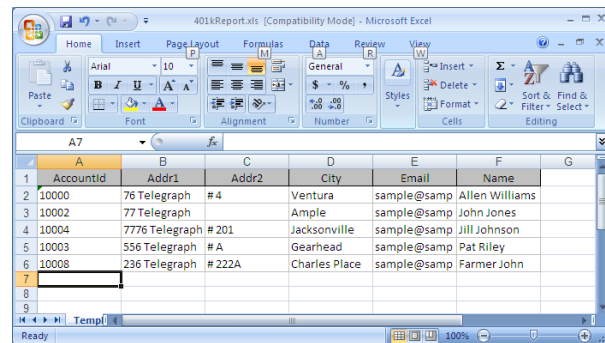 401kReport.xls [Compatibility Mode] - Microsoft Excel
Home Insert Page Layout Formulas Data Review View
P M A R W
Paste
Clipboard
Arial 10
B I U A A
A
Font
Alignment
General
$ % ,
.0 .00 .00 .0
Number
Styles
Insert
Delete
Format
Cells
Σ
Sort & Filter
Find & Select
Editing
A7 fx
A B C D E F G
1 AccountId Addr1 Addr2 City Email Name
2 10000 76 Telegraph # 4 Ventura sample@samp Allen Williams
3 10002 77 Telegraph Ample sample@samp John Jones
4 10004 7776 Telegraph # 201 Jacksonville sample@samp Jill Johnson
5 10003 556 Telegraph # A Gearhead sample@samp Pat Riley
6 10008 236 Telegraph # 222A Charles Place sample@samp Farmer John
7
8
9
Templ
Ready 100%